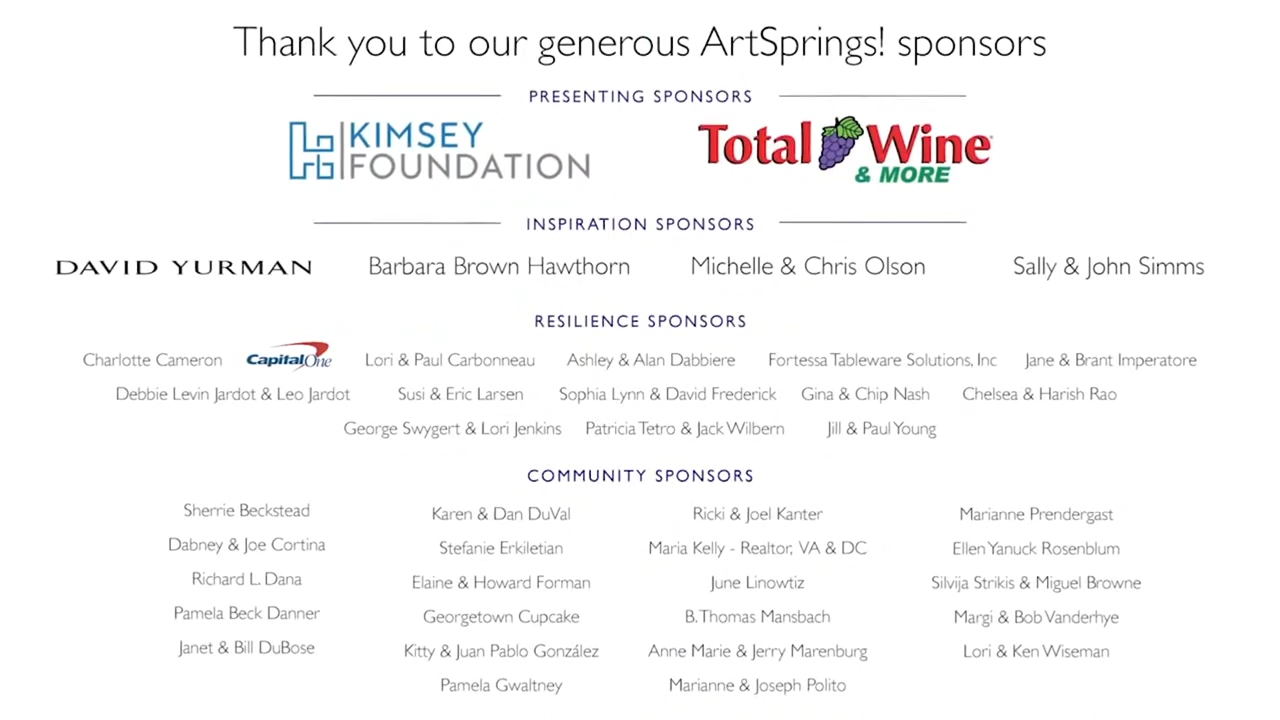 Thank you to our generous ArtSprings! sponsors
PRESENTING SPONSORS
KIMSEY FOUNDATION
Total Wine & MORE
INSPIRATION SPONSORS
DAVID YURMAN Barbara Brown Hawthorn Michelle & Chris Olson Sally & John Simms
RESILIENCE SPONSORS
Charlotte Cameron CapitalOne Lori & Paul Carbonneau Ashley & Alan Dabbiere Fortessa Tableware Solutions, Inc Jane & Brant Imperatore
Debbie Levin Jardot & Leo Jardot Susi & Eric Larsen Sophia Lynn & David Frederick Gina & Chip Nash Chelsea & Harish Rao
George Swygert & Lori Jenkins Patricia Tetro & Jack Wilbern Jill & Paul Young
COMMUNITY SPONSORS
Sherrie Beckstead
Dabney & Joe Cortina
Richard L. Dana
Pamela Beck Danner
Janet & Bill DuBose
Karen & Dan DuVal
Stefanie Erkiletian
Elaine & Howard Forman
Georgetown Cupcake
Kitty & Juan Pablo González
Pamela Gwaltney
Ricki & Joel Kanter
Maria Kelly - Realtor, VA & DC
June Linowtiz
B. Thomas Mansbach
Anne Marie & Jerry Marenburg
Marianne & Joseph Polito
Marianne Prendergast
Ellen Yanuck Rosenblum
Silvija Strikis & Miguel Browne
Margi & Bob Vanderhye
Lori & Ken Wiseman